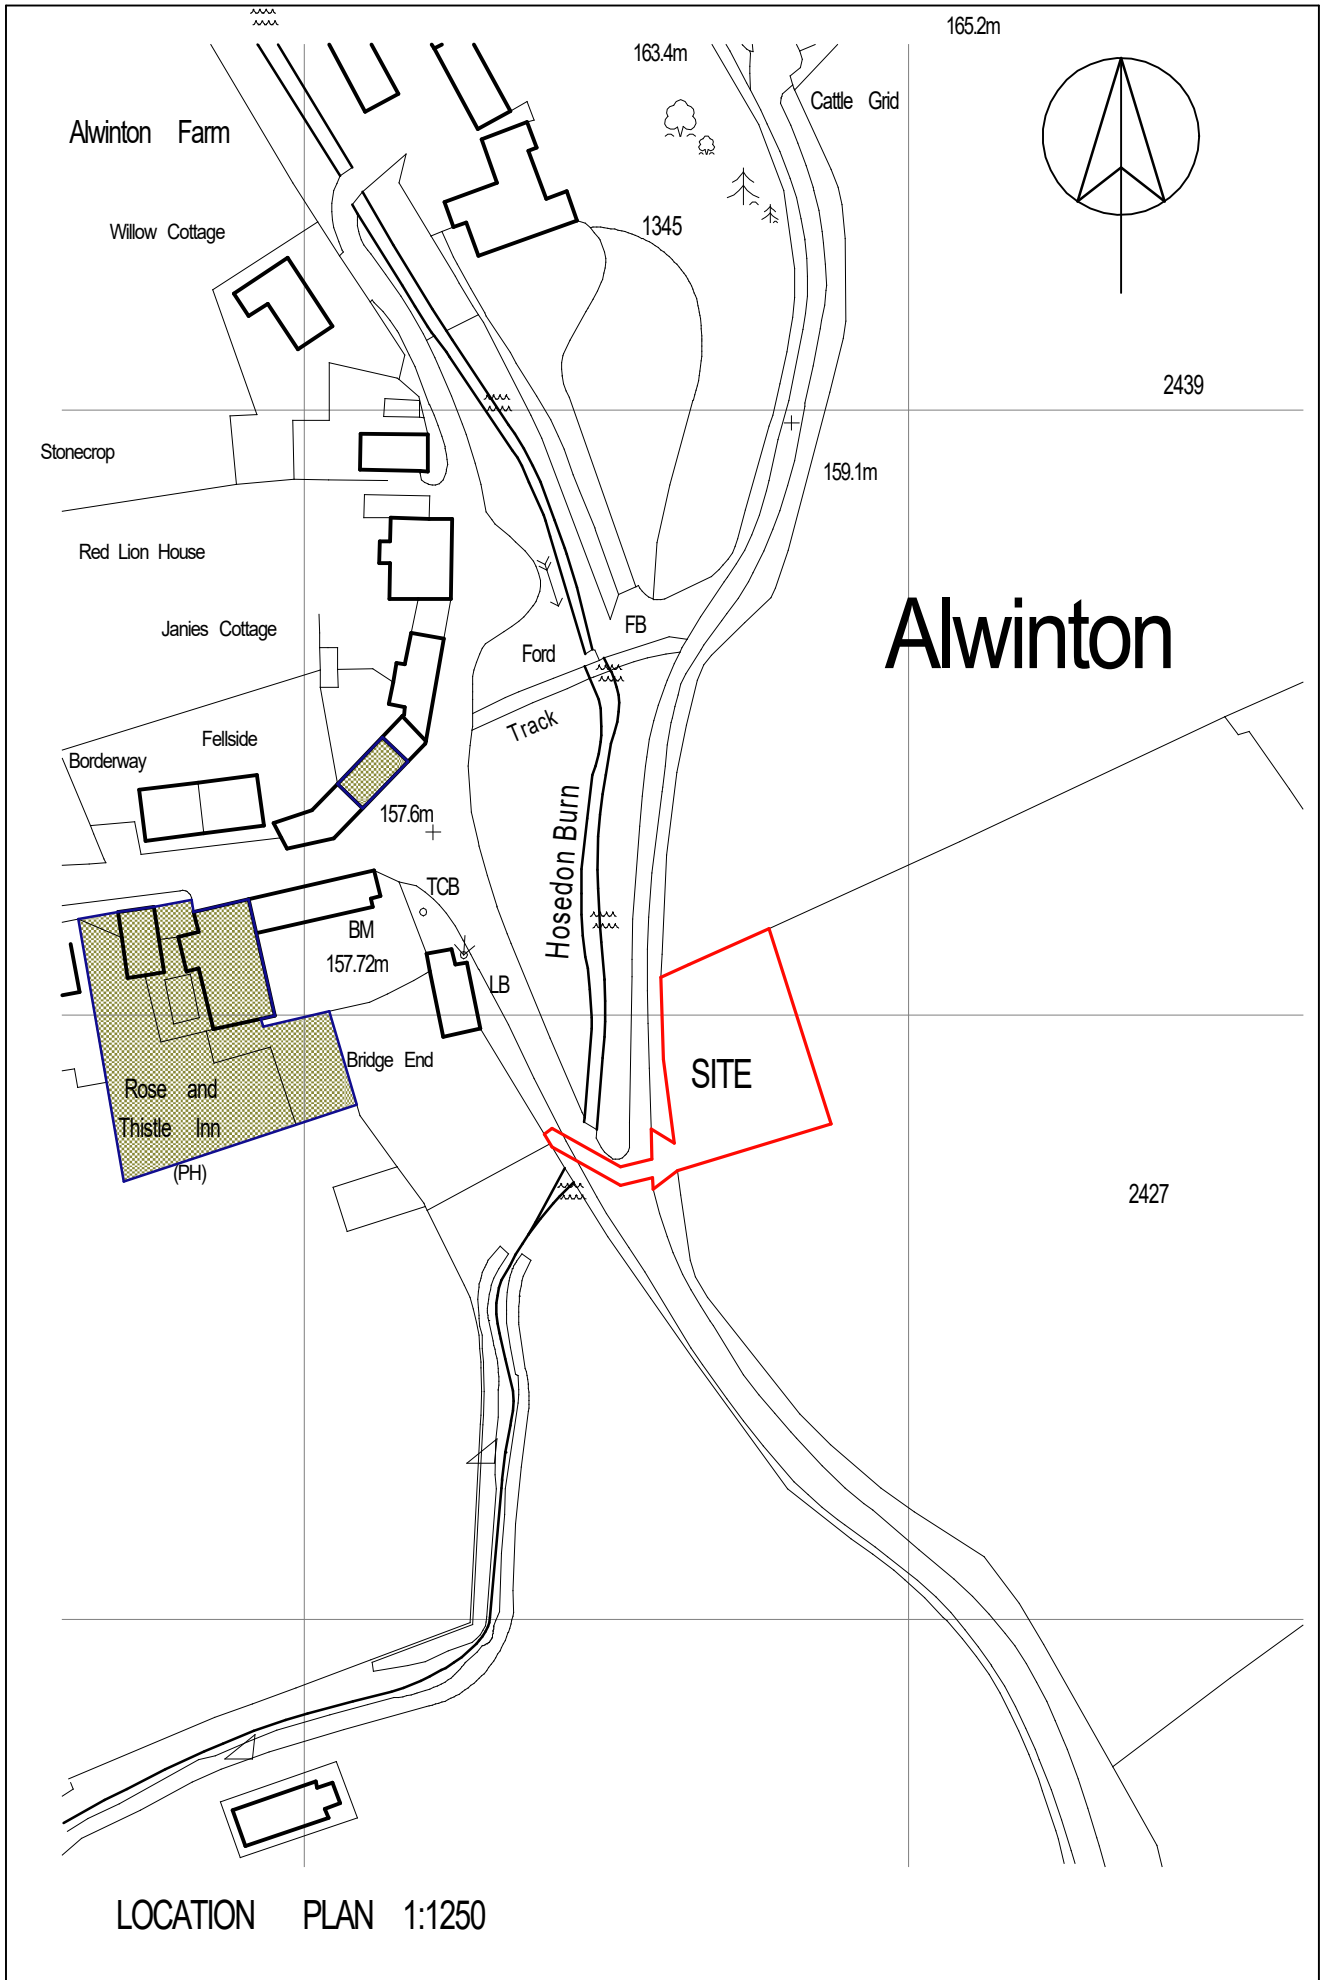 165.2m
163.4m
Cattle Grid
Alwinton Farm
Willow Cottage
1345
2439
Stonecrop
159.1m
Red Lion House
Alwinton
Janies Cottage
FB
Ford
Track
Fellside
Borderway
157.6m
Hosedon Burn
TCB
BM
157.72m
LB
Bridge End
SITE
Rose and
Thistle Inn
(PH)
2427
LOCATION PLAN 1:1250